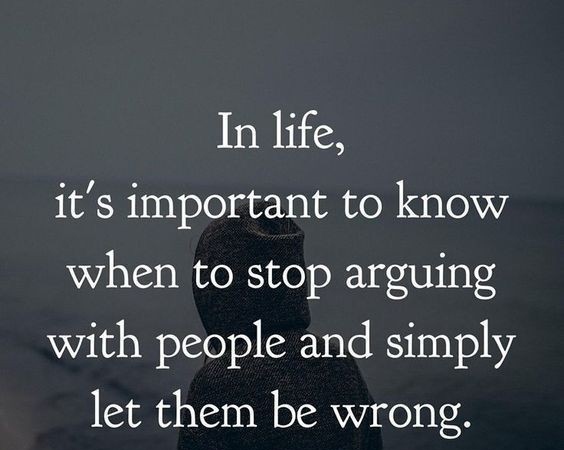 In life,
it's important to know
when to stop arguing
with people and simply
let them be wrong.